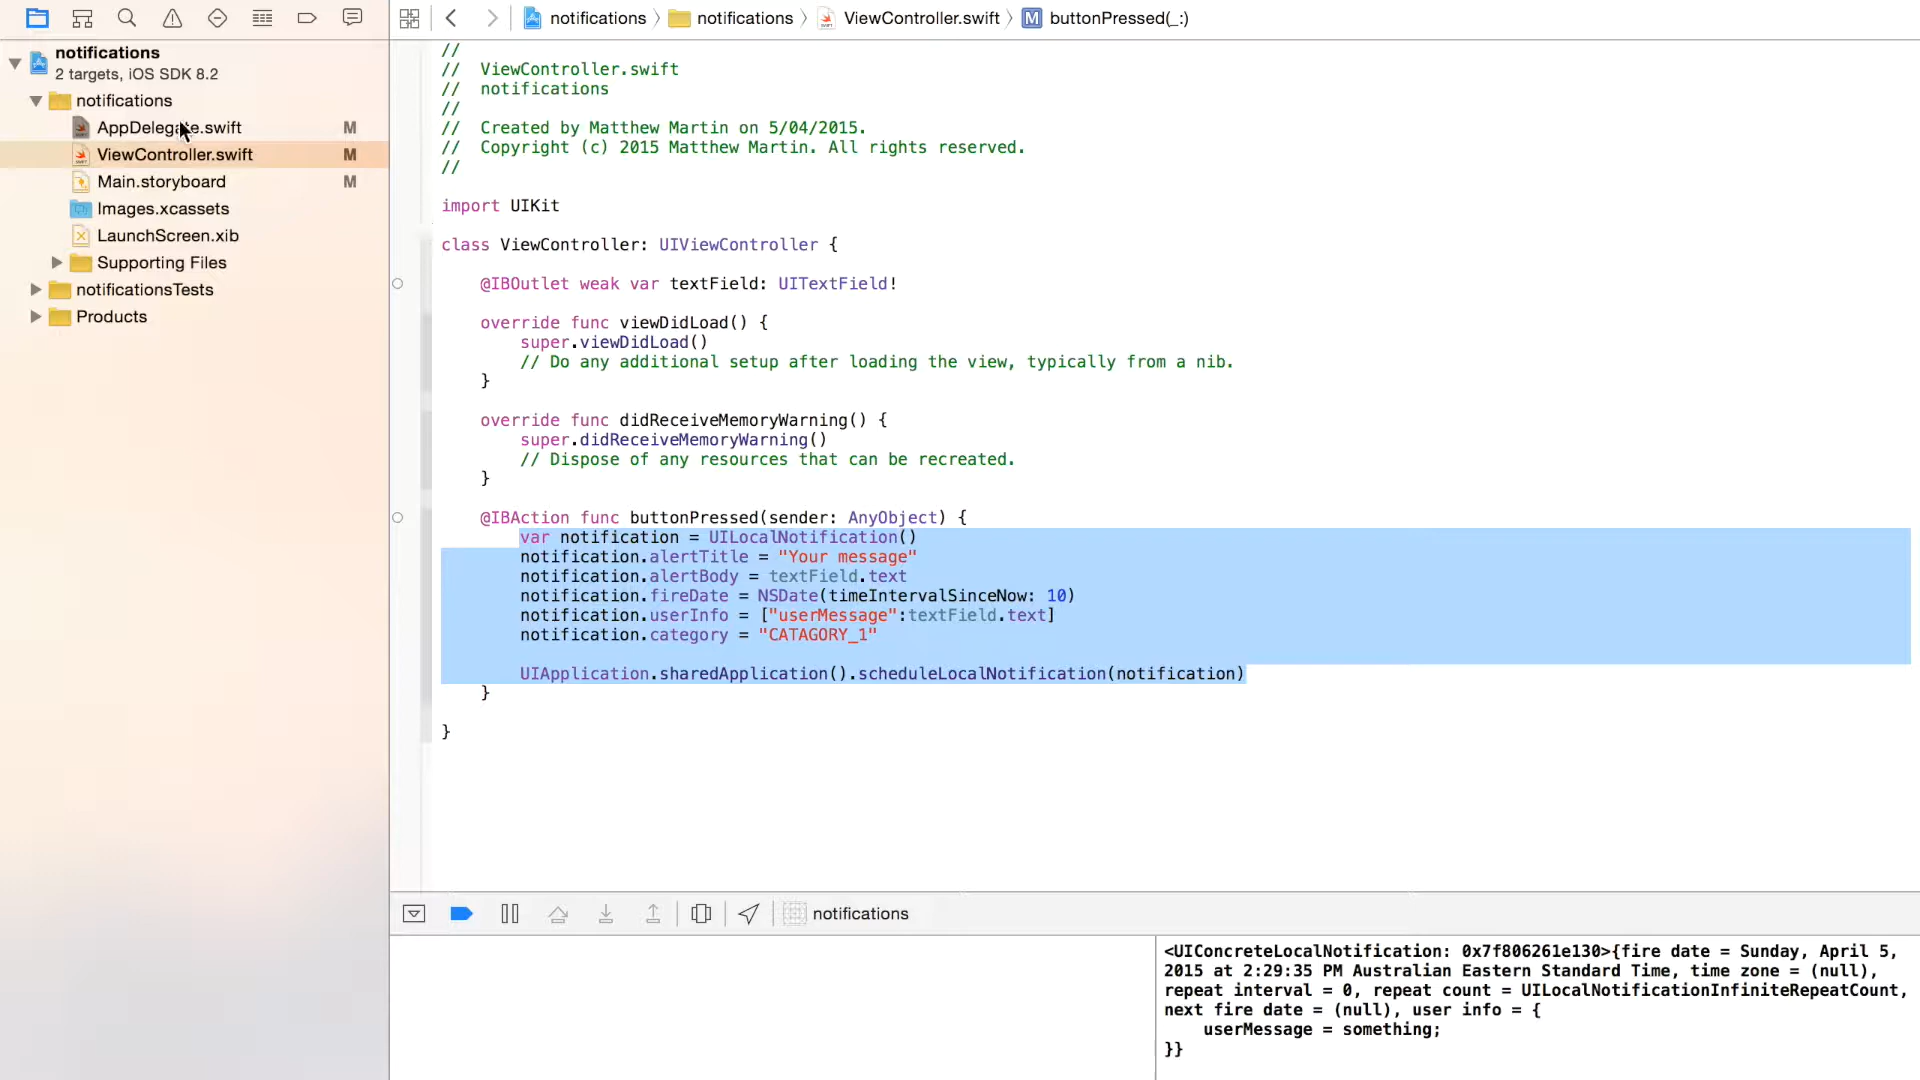 notifications
2 targets, iOS SDK 8.2
notifications
AppDelegate.swift M
ViewController.swift M
Main.storyboard M
Images.xcassets
LaunchScreen.xib
Supporting Files
notificationsTests
Products
notifications notifications ViewController.swift M buttonPressed(_:)
//
// ViewController.swift
// notifications
//
// Created by Matthew Martin on 5/04/2015.
// Copyright (c) 2015 Matthew Martin. All rights reserved.
//
import UIKit
class ViewController: UIViewController {
@IBOutlet weak var textField: UITextField!
override func viewDidLoad() {
super.viewDidLoad()
// Do any additional setup after loading the view, typically from a nib.
}
override func didReceiveMemoryWarning() {
super.didReceiveMemoryWarning()
// Dispose of any resources that can be recreated.
}
@IBAction func buttonPressed(sender: AnyObject) {
var notification = UILocalNotification()
notification.alertTitle = "Your message"
notification.alertBody = textField.text
notification.fireDate = NSDate(timeIntervalSinceNow: 10)
notification.userInfo = ["userMessage":textField.text]
notification.category = "CATAGORY_1"
UIApplication.sharedApplication().scheduleLocalNotification(notification)
}
}
notifications
<UIConcreteLocalNotification: 0x7f806261e130>{fire date = Sunday, April 5,
2015 at 2:29:35 PM Australian Eastern Standard Time, time zone = (null),
repeat interval = 0, repeat count = UILocalNotificationInfiniteRepeatCount,
next fire date = (null), user info = {
userMessage = something;
}}